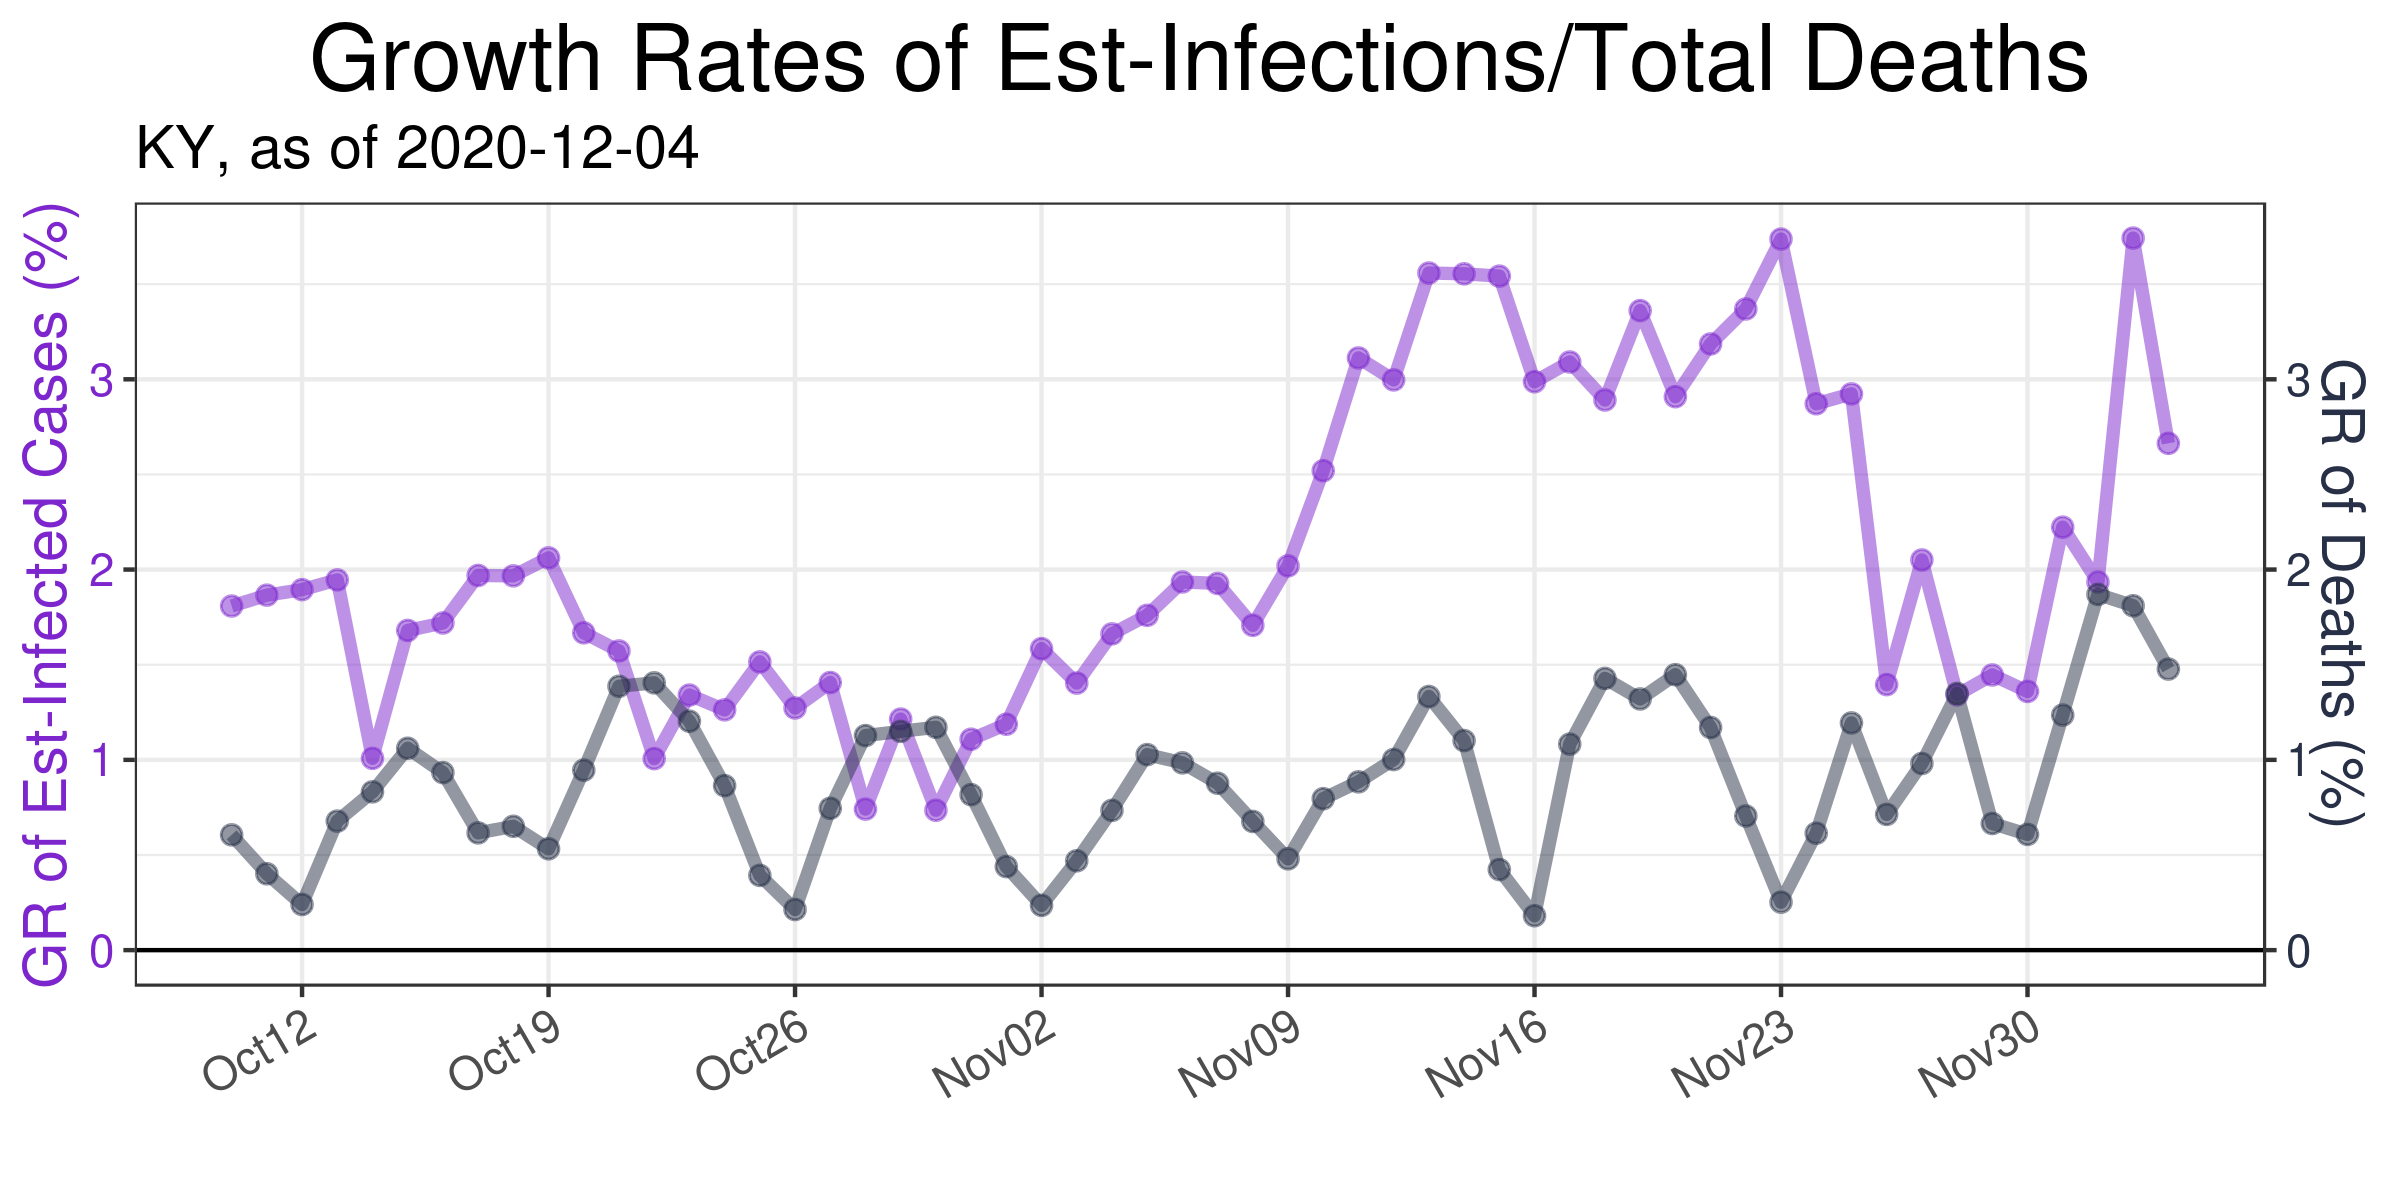 Growth Rates of Est-Infections/Total Deaths
KY, as of 2020-12-04
GR of Est-Infected Cases (%)
3
2
1
0
3
2
1
0
GR of Deaths (%)
Oct12
Oct19
Oct26
Nov02
Nov09
Nov16
Nov23
Nov30